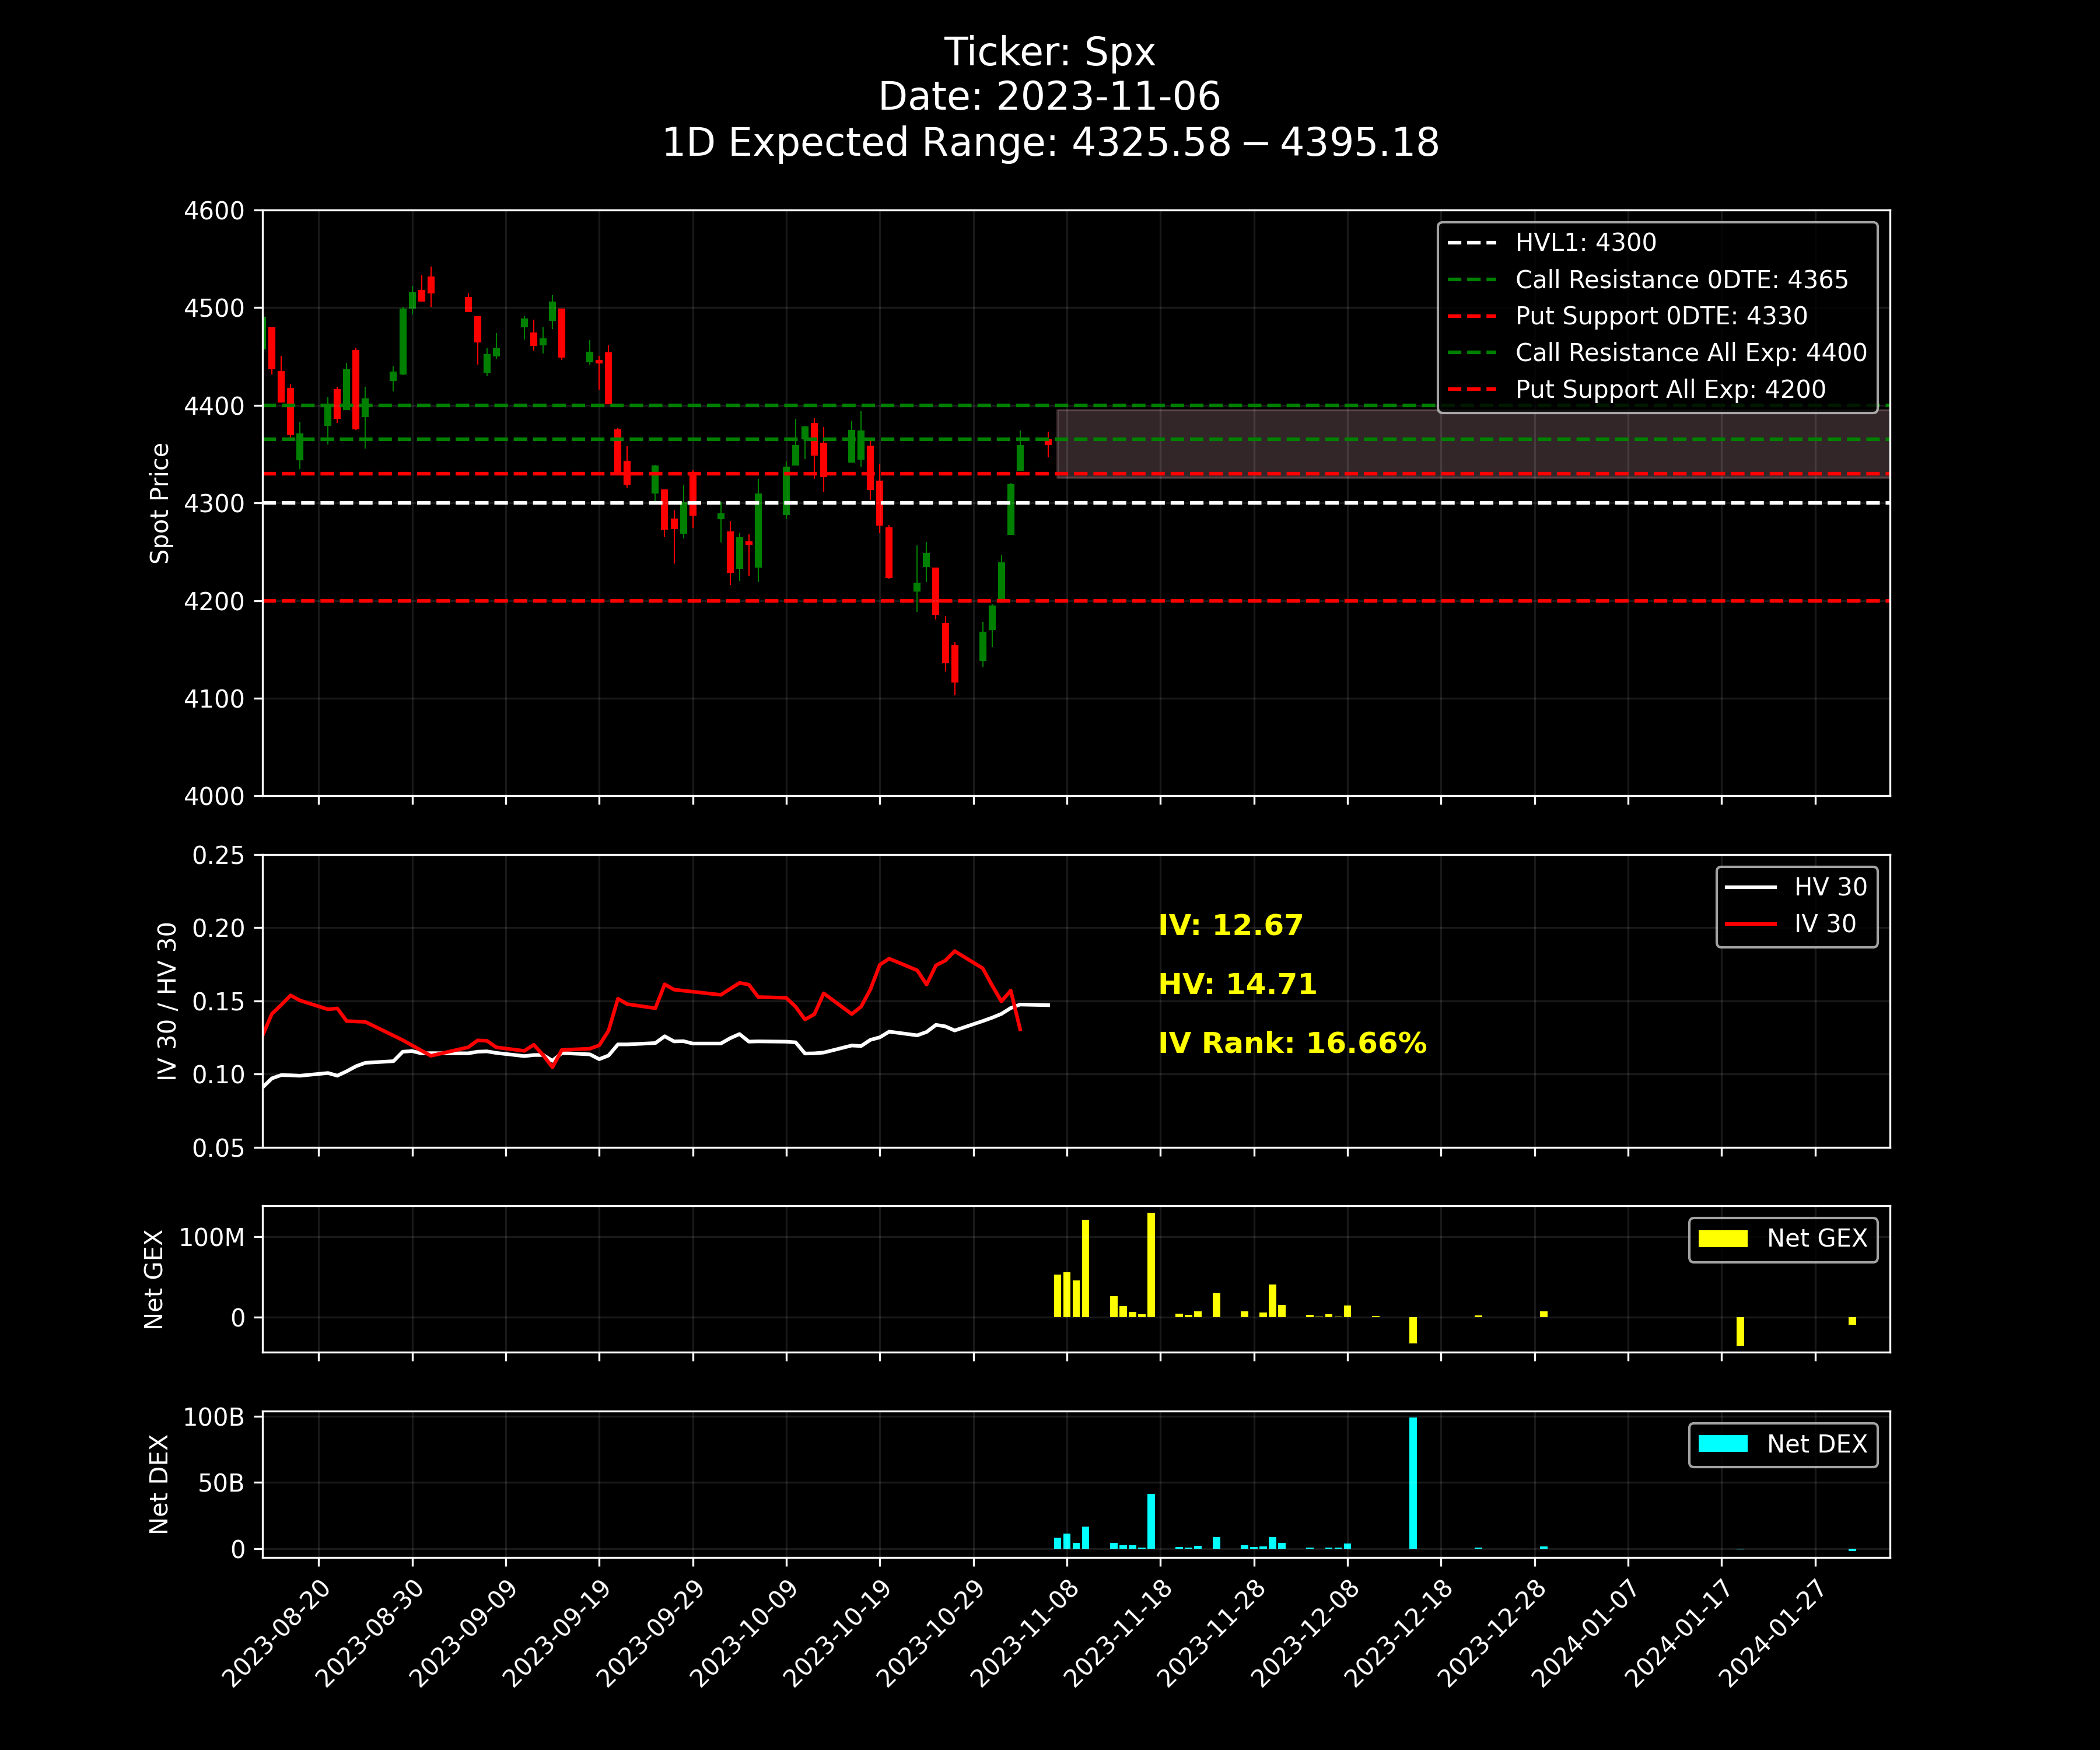 Ticker: Spx
Date: 2023-11-06
1D Expected Range: 4325.58 − 4395.18
4600
4500
4400
4300
4200
4100
4000
Spot Price
HVL1: 4300
Call Resistance 0DTE: 4365
Put Support 0DTE: 4330
Call Resistance All Exp: 4400
Put Support All Exp: 4200
0.25
0.20
0.15
0.10
0.05
IV 30 / HV 30
IV: 12.67
HV: 14.71
IV Rank: 16.66%
HV 30
IV 30
100M
0
Net GEX
Net GEX
100B
50B
0
Net DEX
Net DEX
2023-08-20
2023-08-30
2023-09-09
2023-09-19
2023-09-29
2023-10-09
2023-10-19
2023-10-29
2023-11-08
2023-11-18
2023-11-28
2023-12-08
2023-12-18
2023-12-28
2024-01-07
2024-01-17
2024-01-27